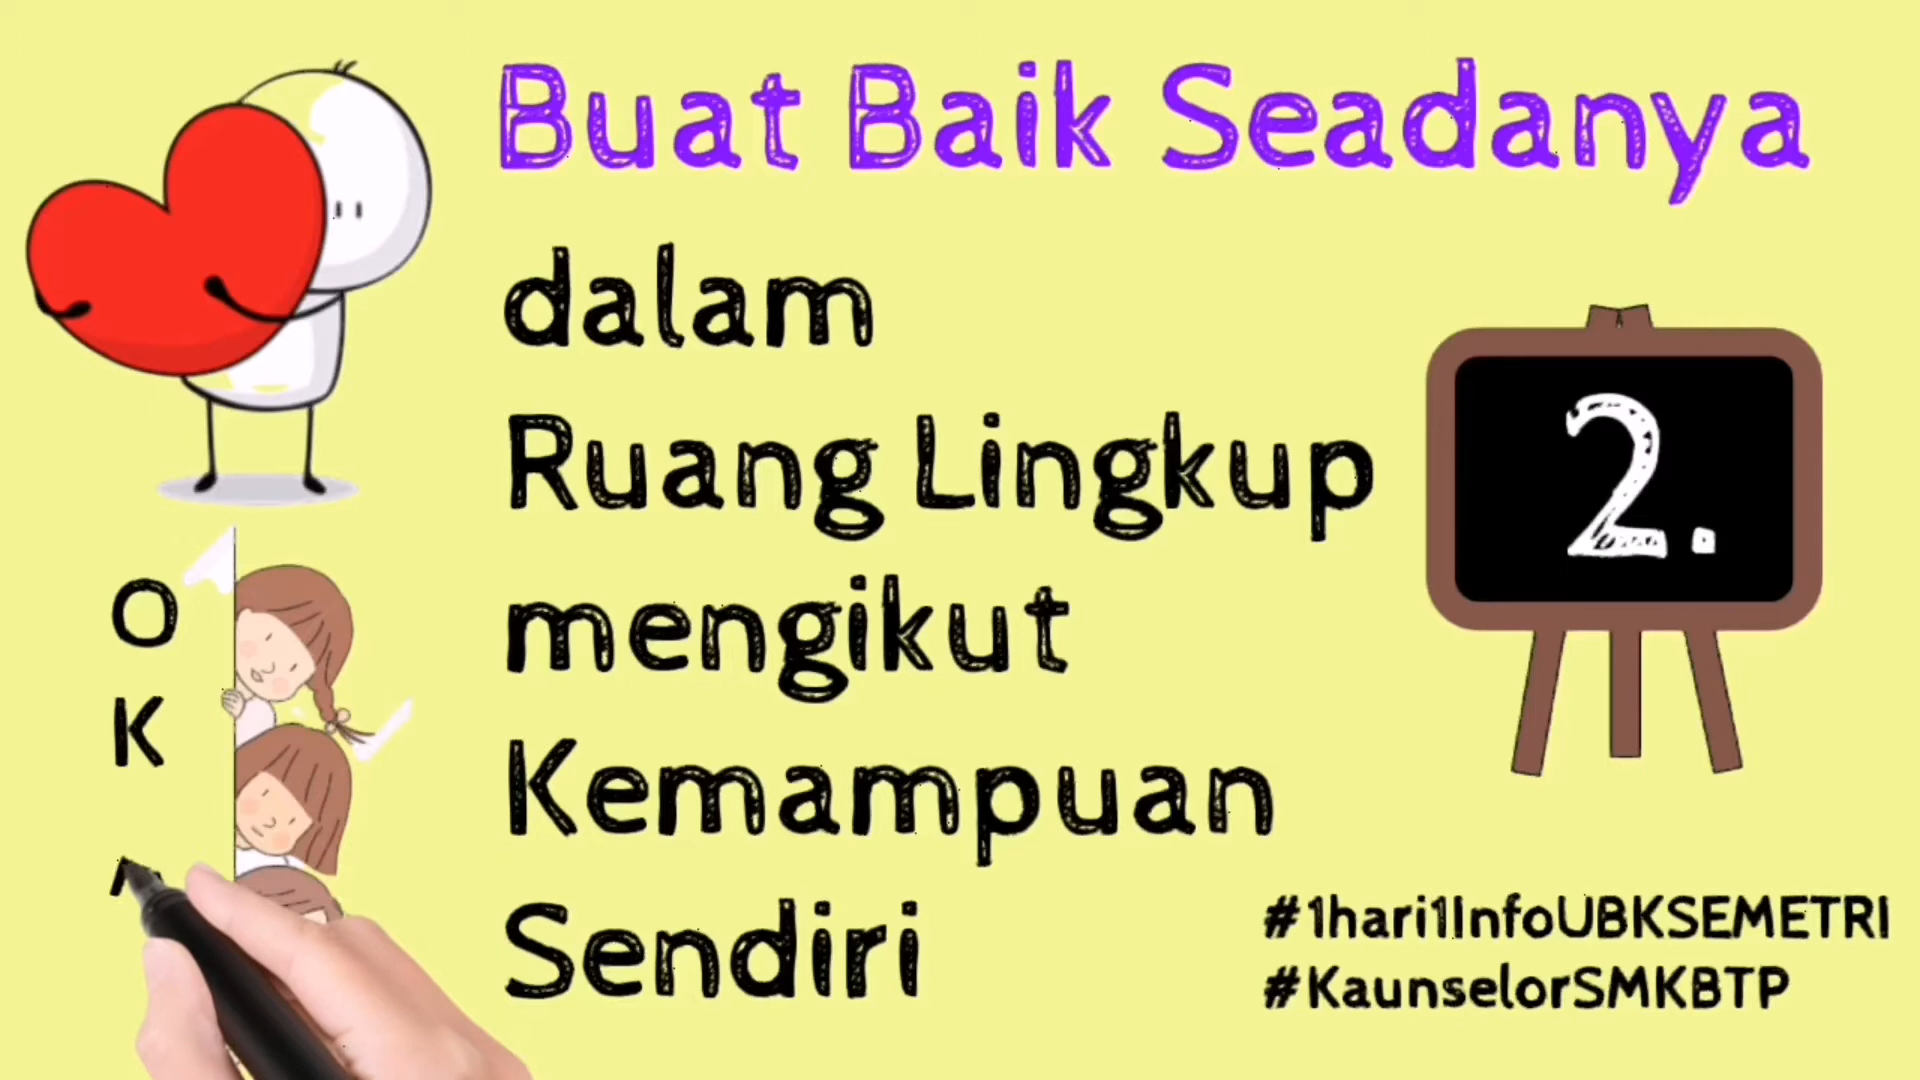 Buat Baik Seadanya
dalam
Ruang Lingkup
mengikut
Kemampuan
Sendiri
2.
O
K
#1hari1InfoUBKSEMETRI
#KaunselorSMKBTP